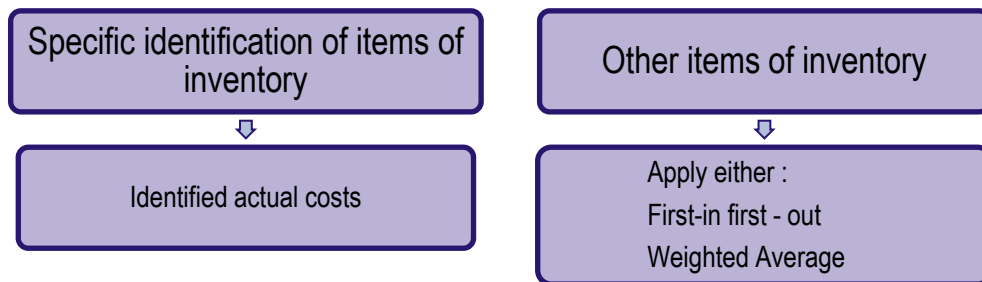 Specific identification of items of
inventory
Identified actual costs
Other items of inventory
Apply either :
First-in first - out
Weighted Average